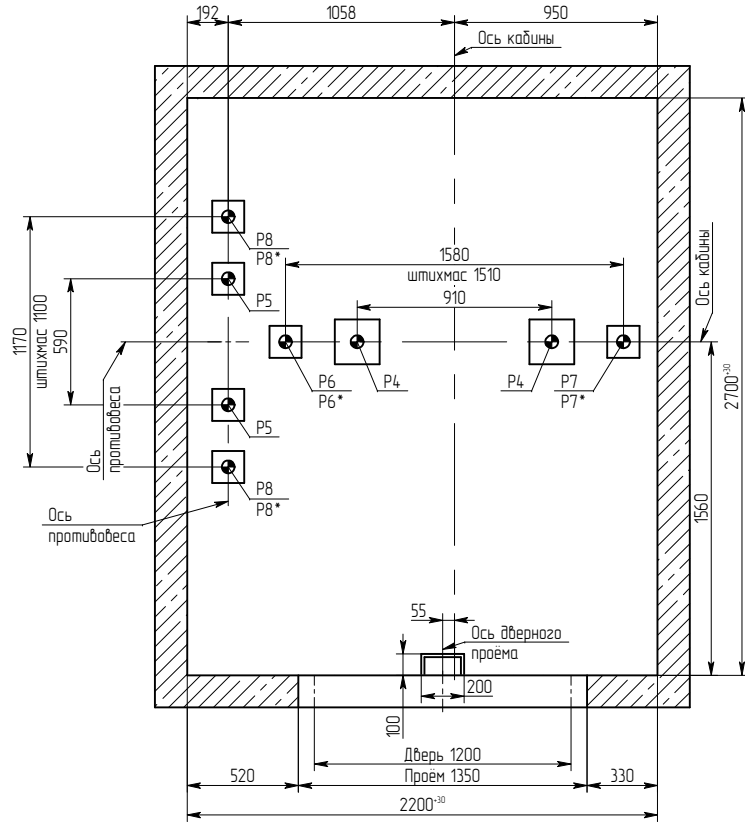 192
1058
950
Ось кабины
Р8
Р8*
Р5
1580
штихмас 1510
910
Ось кабины
1170
штихмас 1100
590
Р6
Р6*
Р4
Р4
Р7
Р7*
2700⁺³⁰
Ось
противовеса
Р5
Р8
Р8*
Ось
противовеса
1560
55
Ось дверного
проёма
200
100
Дверь 1200
520
Проём 1350
330
2200⁺³⁰